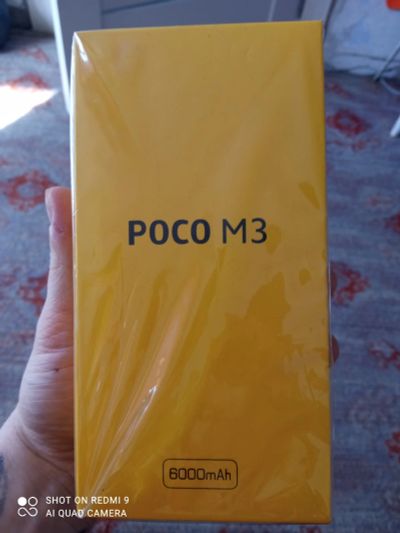 POCO M3
6000mAh
SHOT ON REDMI 9
AI QUAD CAMERA